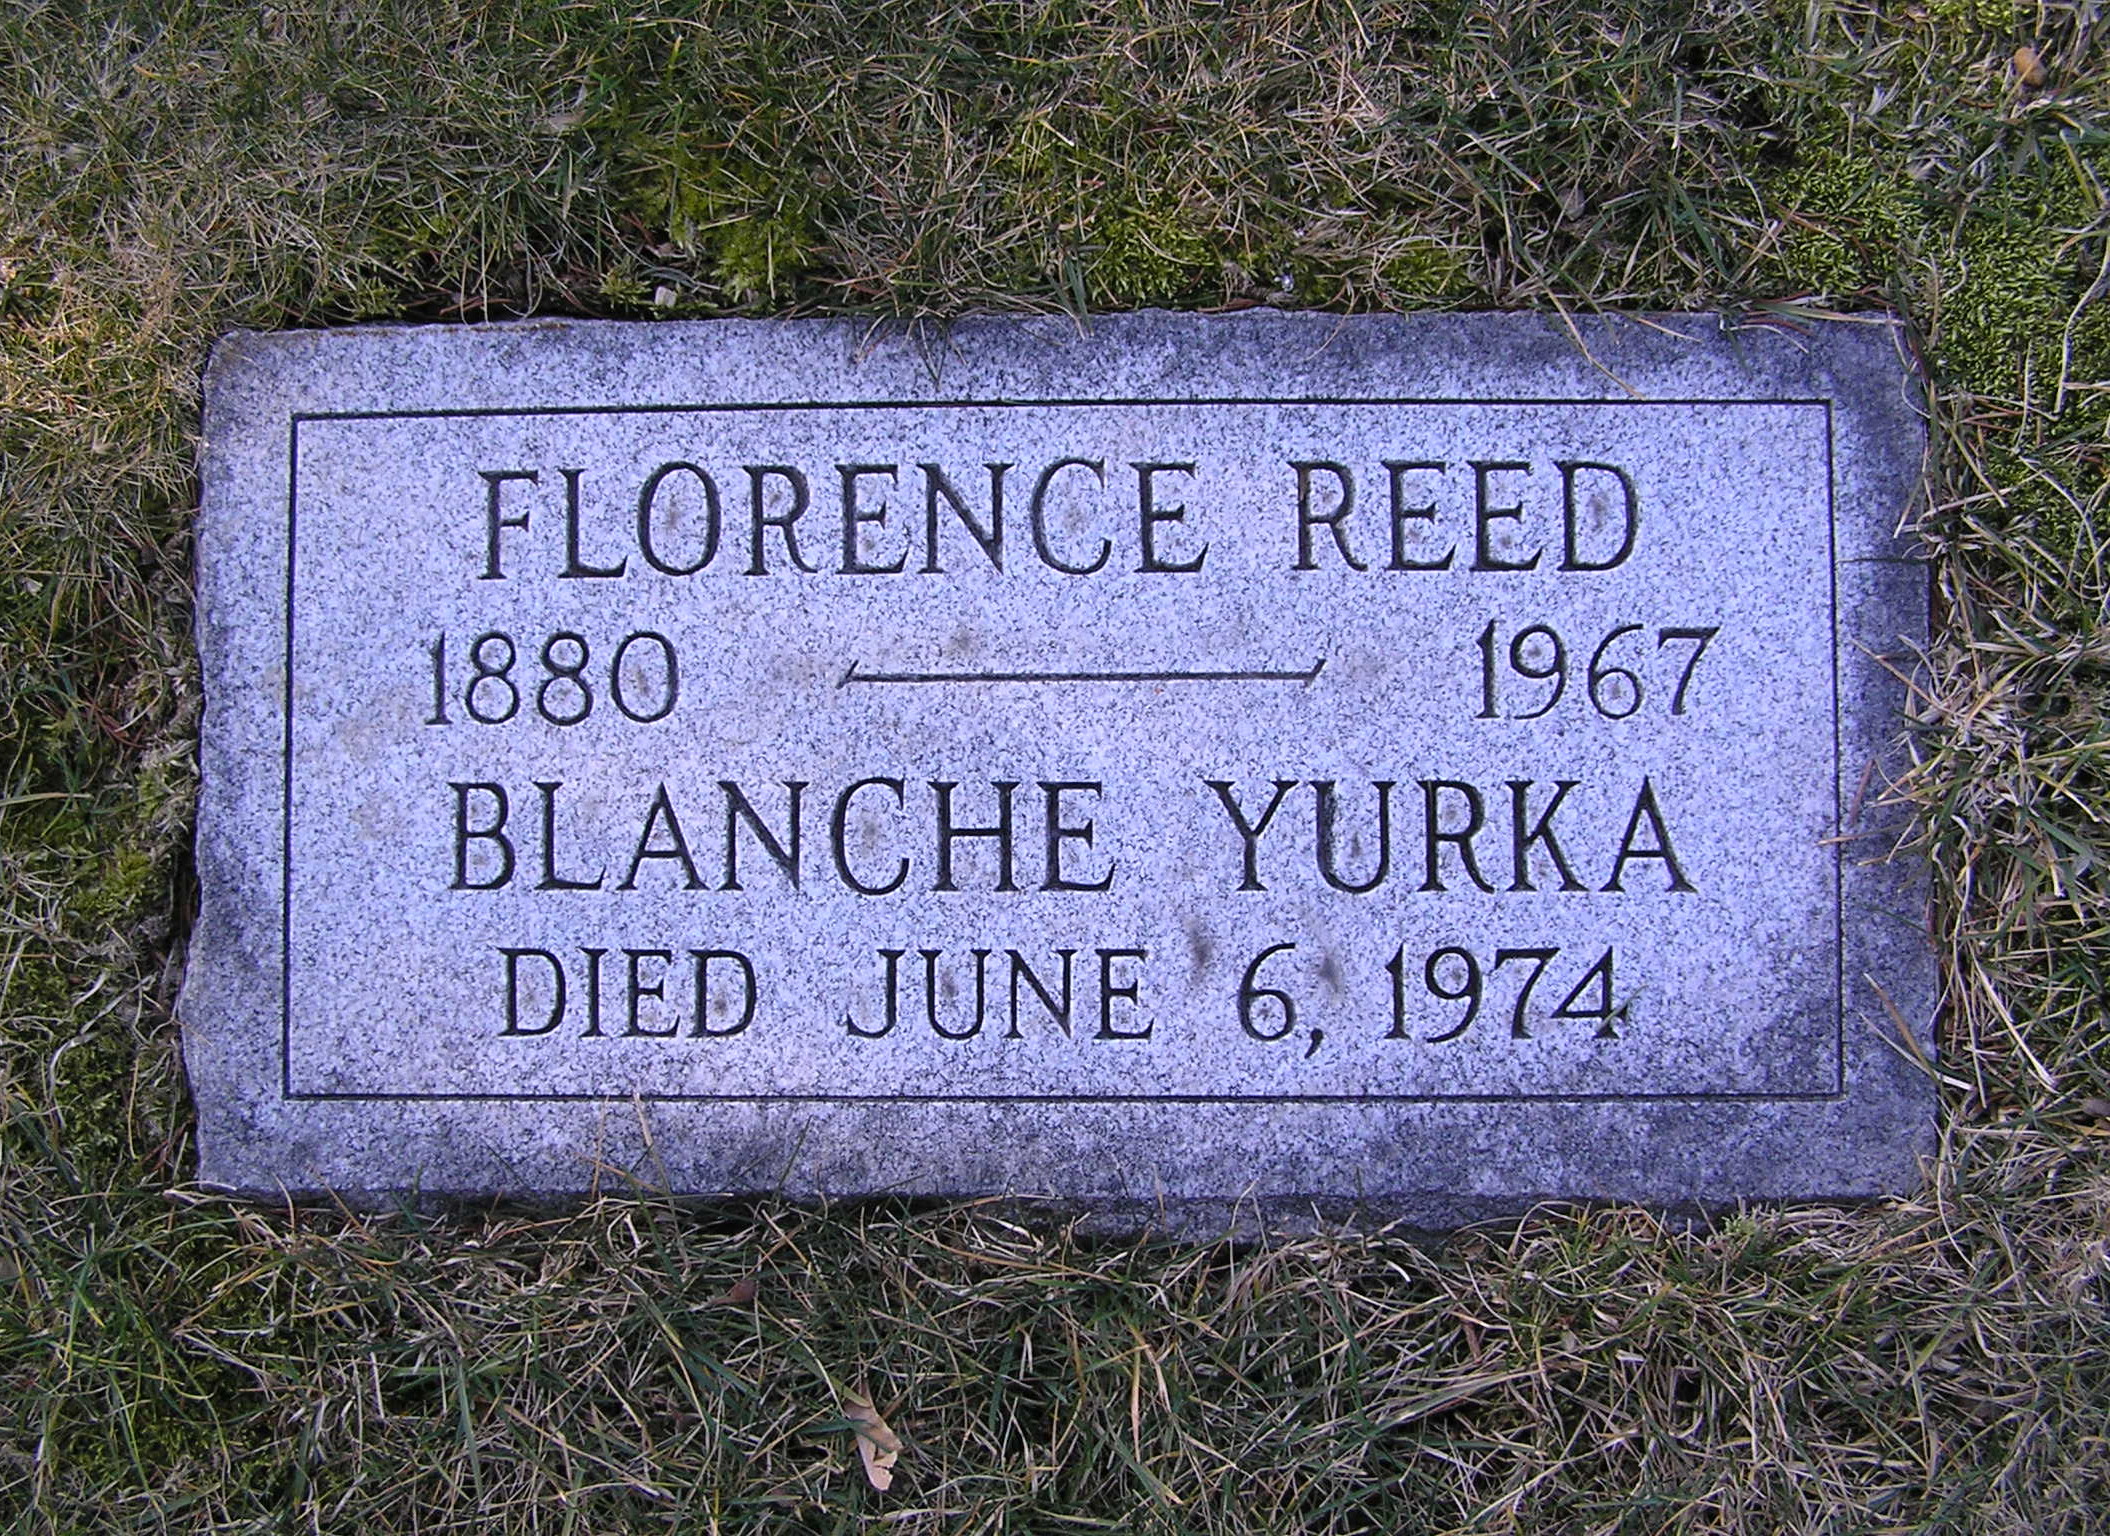 FLORENCE REED
1880 — 1967
BLANCHE YURKA
DIED JUNE 6, 1974